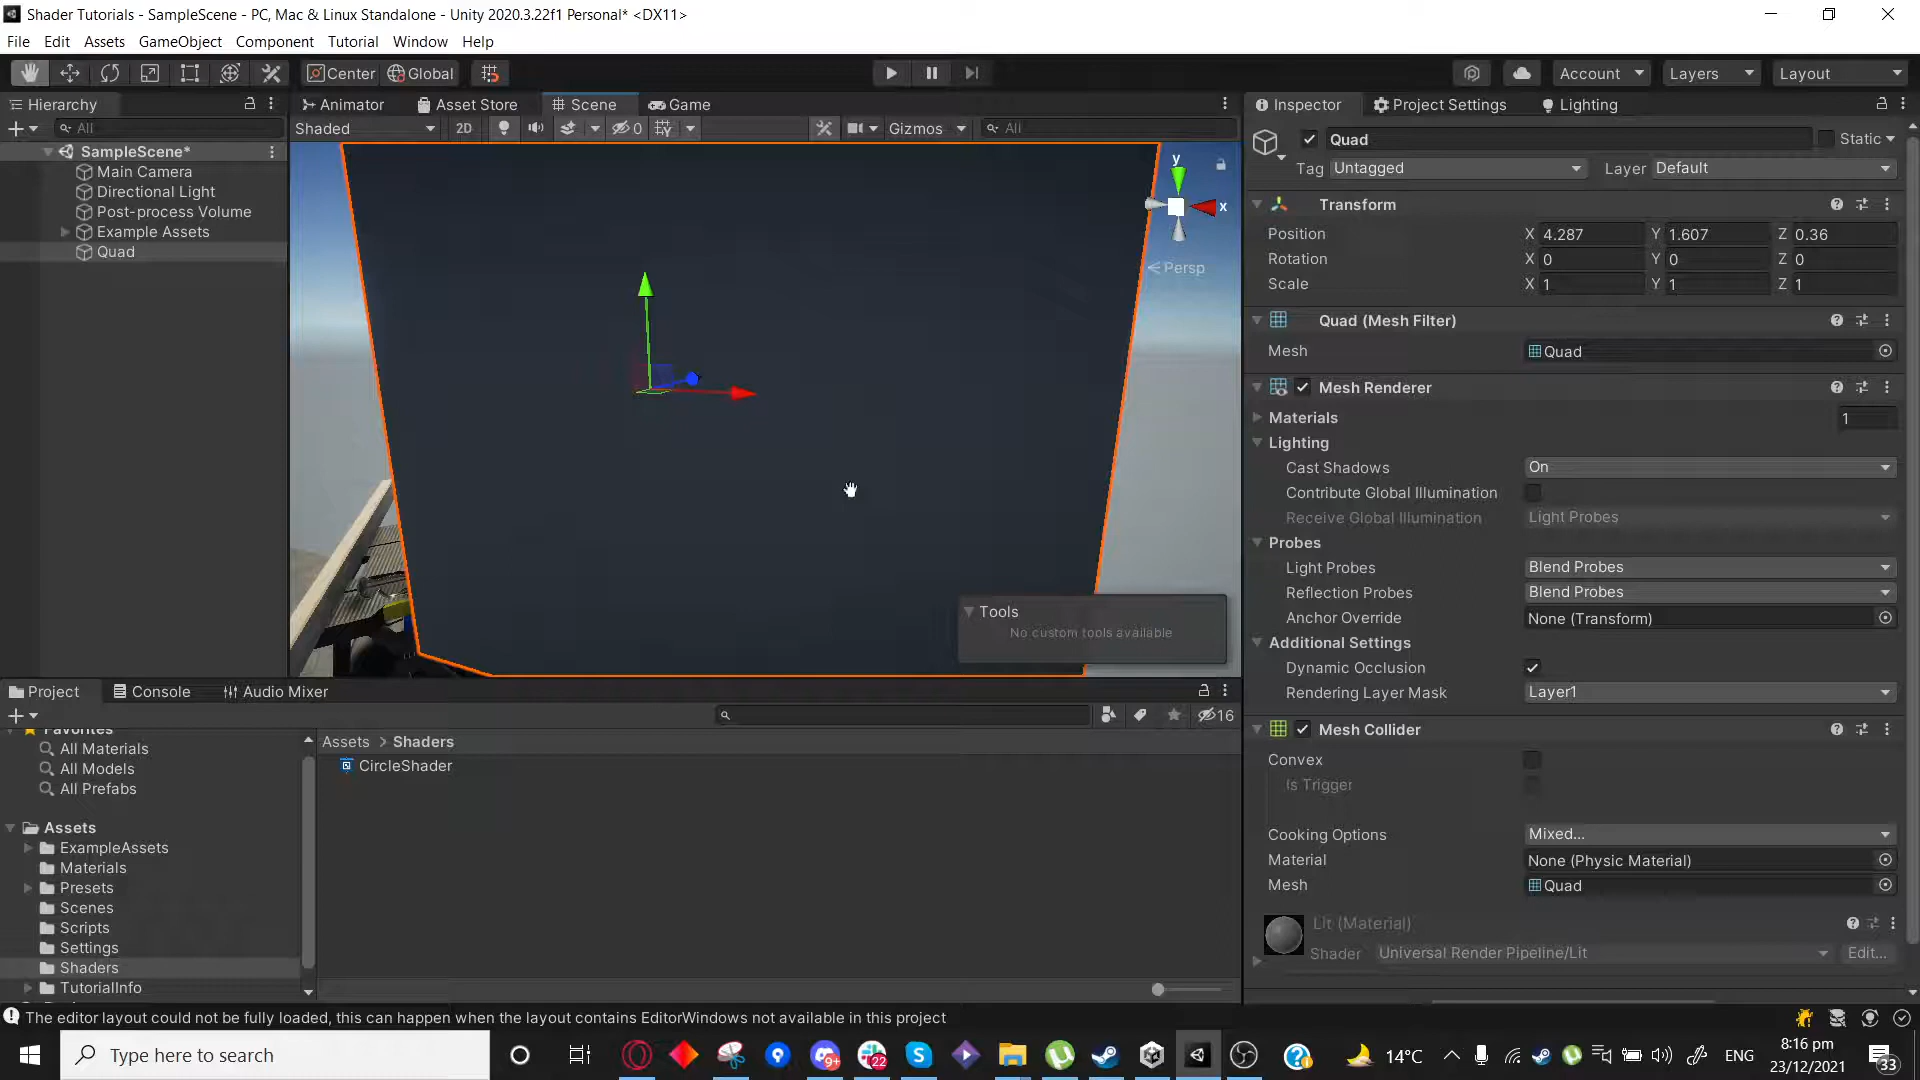 Shader Tutorials - SampleScene - PC, Mac & Linux Standalone - Unity 2020.3.22f1 Personal* <DX11>
File Edit Assets GameObject Component Tutorial Window Help
Center Global Account Layers Layout
Hierarchy
All
SampleScene*
Main Camera
Directional Light
Post-process Volume
Example Assets
Quad
Animator Asset Store Scene Game
Shaded 2D 0 Gizmos All
y
x
Persp
Tools
No custom tools available
Inspector Project Settings Lighting
Quad Static
Tag Untagged Layer Default
Transform
Position X 4.287 Y 1.607 Z 0.36
Rotation X 0 Y 0 Z 0
Scale X 1 Y 1 Z 1
Quad (Mesh Filter)
Mesh Quad
Mesh Renderer
Materials 1
Lighting
Cast Shadows On
Contribute Global Illumination
Receive Global Illumination Light Probes
Probes
Light Probes Blend Probes
Reflection Probes Blend Probes
Anchor Override None (Transform)
Additional Settings
Dynamic Occlusion
Rendering Layer Mask Layer1
Mesh Collider
Convex
Is Trigger
Cooking Options Mixed...
Material None (Physic Material)
Mesh Quad
Lit (Material)
Shader Universal Render Pipeline/Lit Edit...
Project Console Audio Mixer
16
Favorites
All Materials
All Models
All Prefabs
Assets
ExampleAssets
Materials
Presets
Scenes
Scripts
Settings
Shaders
TutorialInfo
Assets > Shaders
CircleShader
The editor layout could not be fully loaded, this can happen when the layout contains EditorWindows not available in this project
Type here to search
9+
22
14°C
ENG
8:16 pm
23/12/2021
33